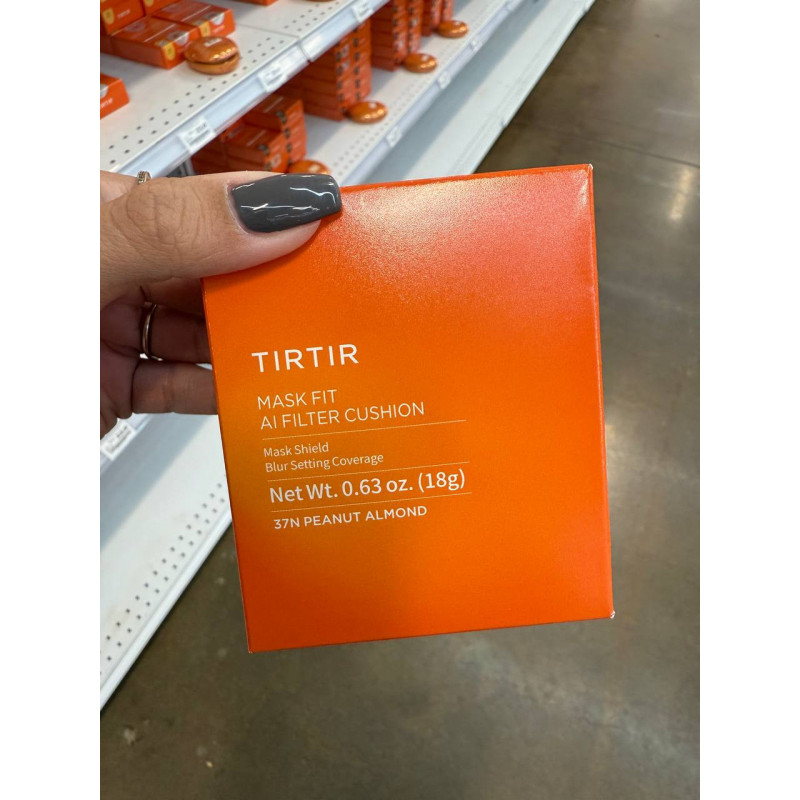 TIRTIR
MASK FIT
AI FILTER CUSHION
Mask Shield
Blur Setting Coverage
Net Wt. 0.63 oz. (18g)
37N PEANUT ALMOND